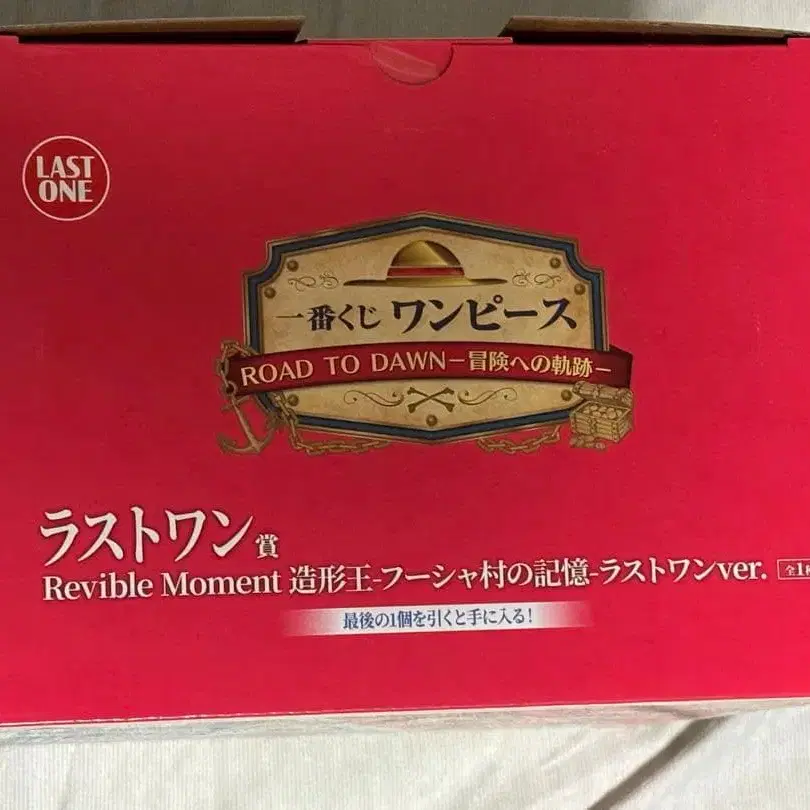 LAST
ONE
一番くじ ワンピース
ROAD TO DAWN－冒険への軌跡－
ラストワン賞
Revible Moment 造形王-フーシャ村の記憶-ラストワンver. 全1種
最後の1個を引くと手に入る!